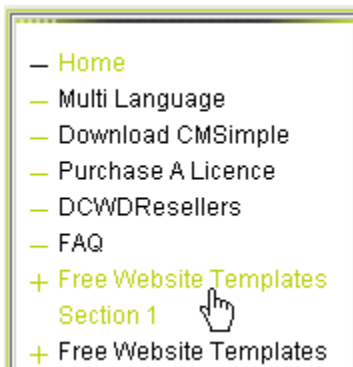 – Home
– Multi Language
– Download CMSimple
– Purchase A Licence
– DCWDResellers
– FAQ
+ Free Website Templates
Section 1
+ Free Website Templates